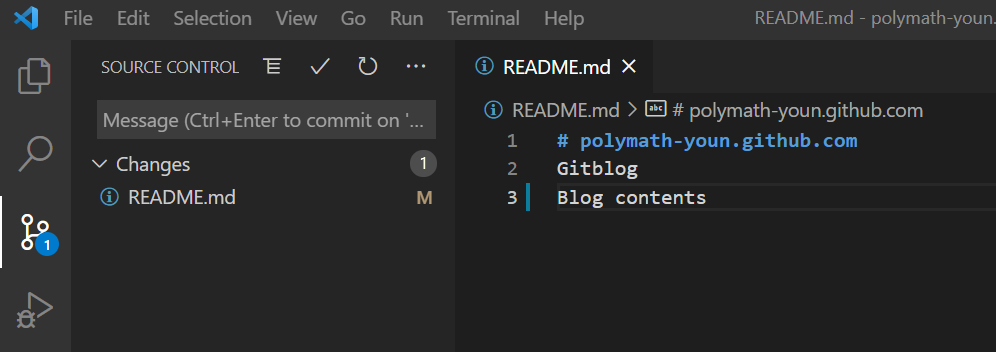 File Edit Selection View Go Run Terminal Help README.md - polymath-youn.
SOURCE CONTROL
README.md
Message (Ctrl+Enter to commit on '...
README.md > abc # polymath-youn.github.com
Changes 1
README.md M
1 # polymath-youn.github.com
2 Gitblog
3 Blog contents
1